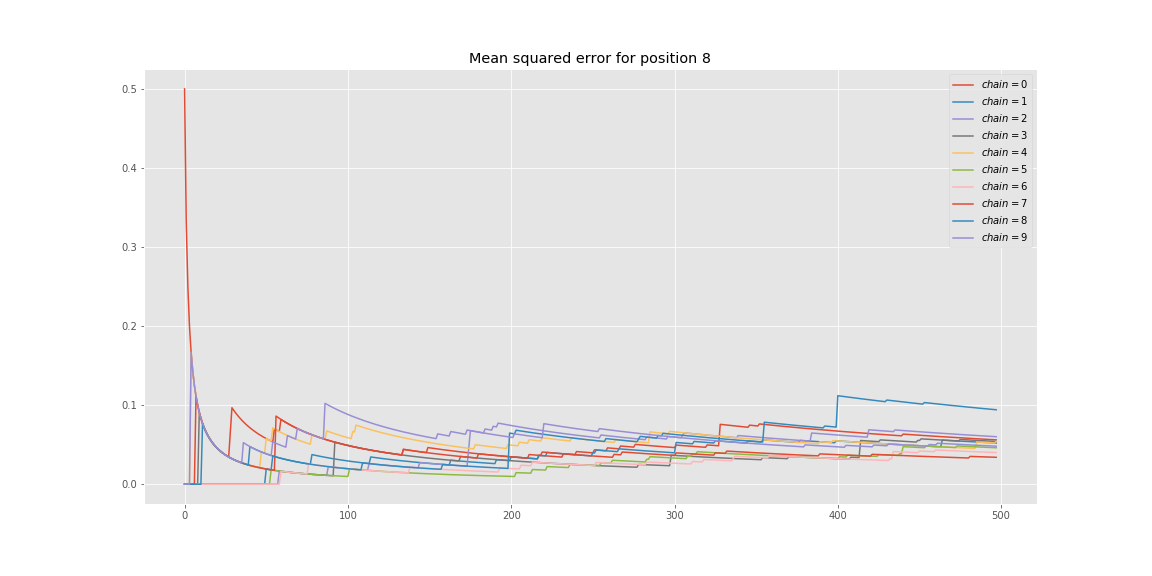 Mean squared error for position 8
0.5
0.4
0.3
0.2
0.1
0.0
0
100
200
300
400
500
chain = 0
chain = 1
chain = 2
chain = 3
chain = 4
chain = 5
chain = 6
chain = 7
chain = 8
chain = 9